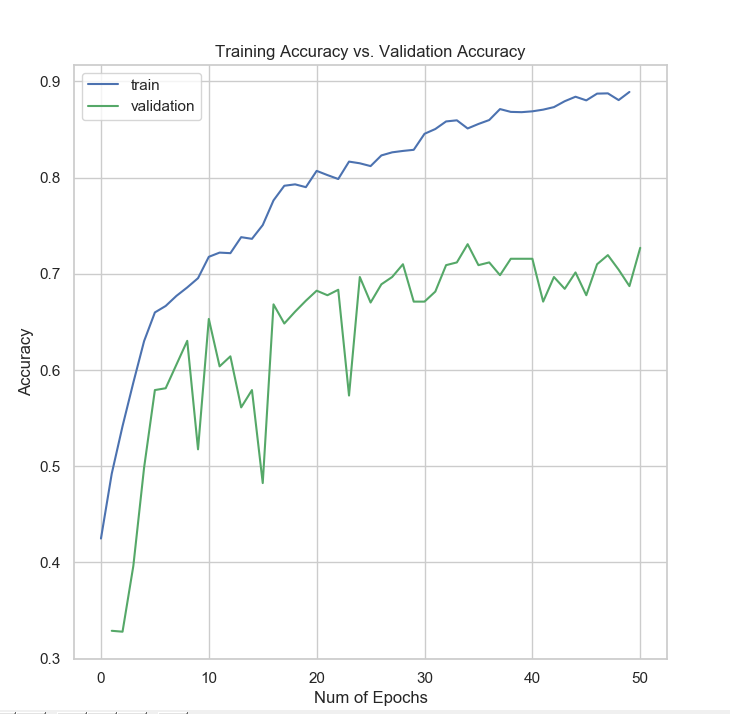 Training Accuracy vs. Validation Accuracy
train
validation
0.9
0.8
0.7
0.6
0.5
0.4
0.3
Accuracy
0 10 20 30 40 50
Num of Epochs